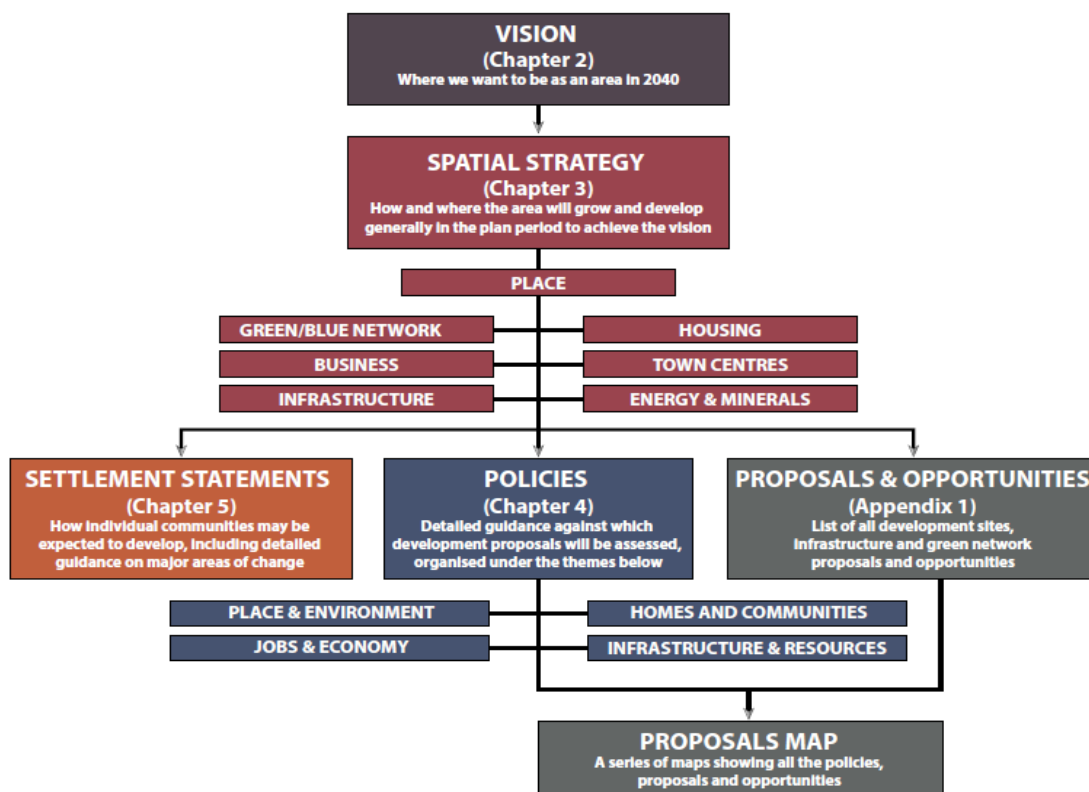 VISION
(Chapter 2)
Where we want to be as an area in 2040
SPATIAL STRATEGY
(Chapter 3)
How and where the area will grow and develop
generally in the plan period to achieve the vision
PLACE
GREEN/BLUE NETWORK
HOUSING
BUSINESS
TOWN CENTRES
INFRASTRUCTURE
ENERGY & MINERALS
SETTLEMENT STATEMENTS
(Chapter 5)
How individual communities may be
expected to develop, including detailed
guidance on major areas of change
POLICIES
(Chapter 4)
Detailed guidance against which
development proposals will be assessed,
organised under the themes below
PROPOSALS & OPPORTUNITIES
(Appendix 1)
List of all development sites,
infrastructure and green network
proposals and opportunities
PLACE & ENVIRONMENT
HOMES AND COMMUNITIES
JOBS & ECONOMY
INFRASTRUCTURE & RESOURCES
PROPOSALS MAP
A series of maps showing all the policies,
proposals and opportunities